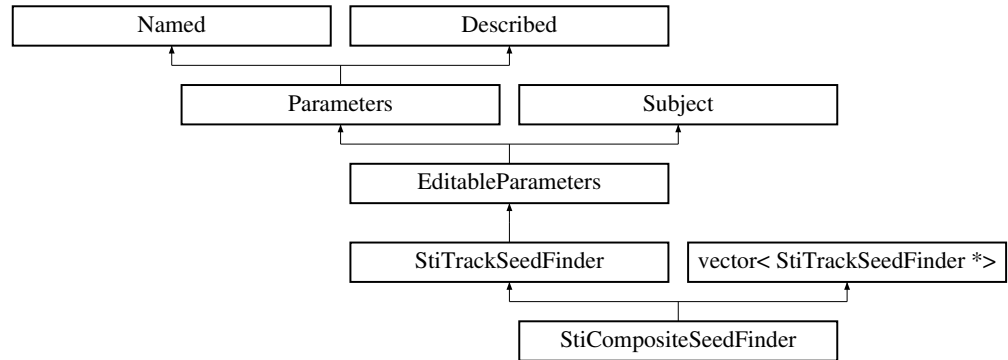 Named
Described
Parameters
Subject
EditableParameters
StiTrackSeedFinder
vector< StiTrackSeedFinder *>
StiCompositeSeedFinder